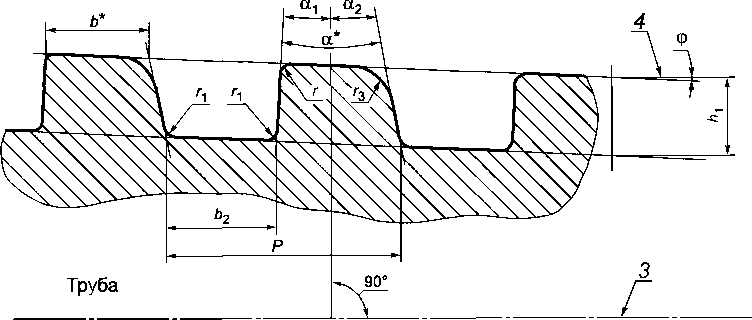 α₁ α₂
b* α* 4 φ
r₁ r₁ r r₃ h₁
b₂
P
Труба 90° 3